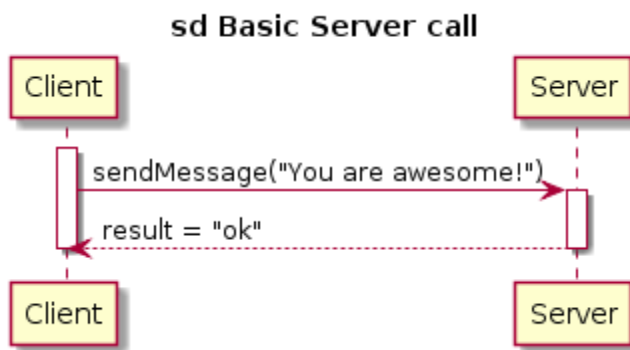 sd Basic Server call
Client Server
sendMessage("You are awesome!")
result = "ok"
Client Server